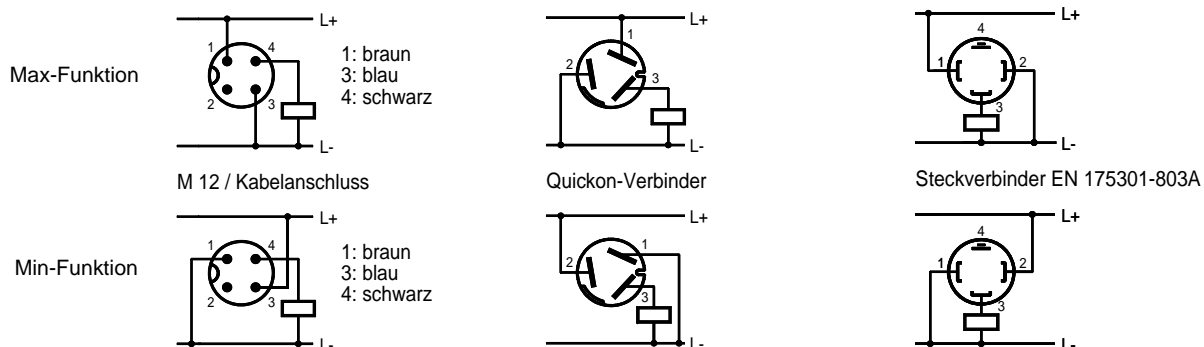 L+
L+
L+
1
4
1
4
Max-Funktion
1: braun
3: blau
4: schwarz
2
3
1
2
2
3
3
L-
L-
L-
M 12 / Kabelanschluss
Quickon-Verbinder
Steckverbinder EN 175301-803A
L+
L+
L+
1
4
1
4
Min-Funktion
1: braun
3: blau
4: schwarz
2
1
2
2
3
3
3
L-
L-
L-